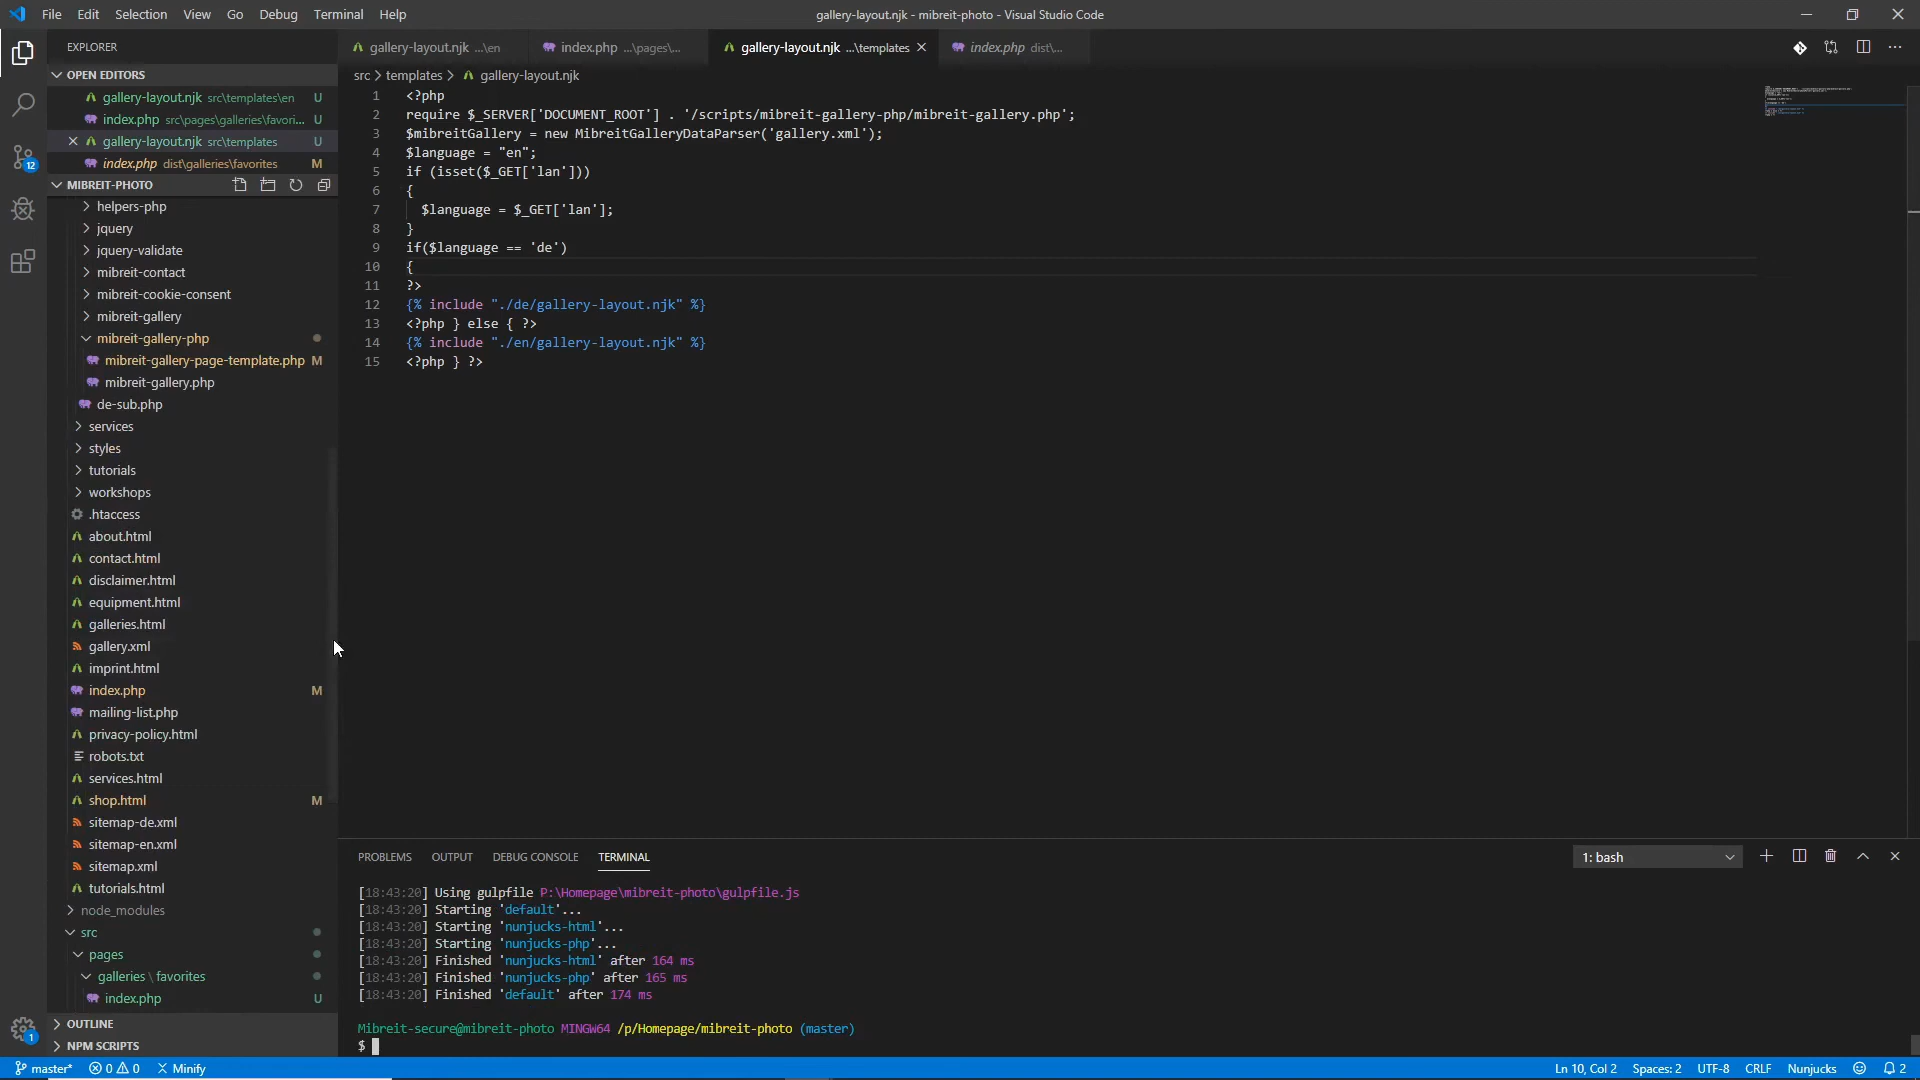 File Edit Selection View Go Debug Terminal Help
gallery-layout.njk - mibreit-photo - Visual Studio Code
EXPLORER
OPEN EDITORS
gallery-layout.njk src\templates\en U
index.php src\pages\galleries\favori... U
gallery-layout.njk src\templates U
index.php dist\galleries\favorites M
MIBREIT-PHOTO
helpers-php
jquery
jquery-validate
mibreit-contact
mibreit-cookie-consent
mibreit-gallery
mibreit-gallery-php
mibreit-gallery-page-template.php M
mibreit-gallery.php
de-sub.php
services
styles
tutorials
workshops
.htaccess
about.html
contact.html
disclaimer.html
equipment.html
galleries.html
gallery.xml
imprint.html
index.php M
mailing-list.php
privacy-policy.html
robots.txt
services.html
shop.html M
sitemap-de.xml
sitemap-en.xml
sitemap.xml
tutorials.html
node_modules
src
pages
galleries \ favorites
index.php U
OUTLINE
NPM SCRIPTS
12
1
gallery-layout.njk ...\en
index.php ...\pages\...
gallery-layout.njk ...\templates
index.php dist\...
src > templates > gallery-layout.njk
1 <?php
2 require $_SERVER['DOCUMENT_ROOT'] . '/scripts/mibreit-gallery-php/mibreit-gallery.php';
3 $mibreitGallery = new MibreitGalleryDataParser('gallery.xml');
4 $language = "en";
5 if (isset($_GET['lan']))
6 {
7 $language = $_GET['lan'];
8 }
9 if($language == 'de')
10 {
11 ?>
12 {% include "./de/gallery-layout.njk" %}
13 <?php } else { ?>
14 {% include "./en/gallery-layout.njk" %}
15 <?php } ?>
PROBLEMS OUTPUT DEBUG CONSOLE TERMINAL
1: bash
[18:43:20] Using gulpfile P:\Homepage\mibreit-photo\gulpfile.js
[18:43:20] Starting 'default'...
[18:43:20] Starting 'nunjucks-html'...
[18:43:20] Starting 'nunjucks-php'...
[18:43:20] Finished 'nunjucks-html' after 164 ms
[18:43:20] Finished 'nunjucks-php' after 165 ms
[18:43:20] Finished 'default' after 174 ms
Mibreit-secure@mibreit-photo MINGW64 /p/Homepage/mibreit-photo (master)
$
master* 0 0 Minify
Ln 10, Col 2 Spaces: 2 UTF-8 CRLF Nunjucks 2